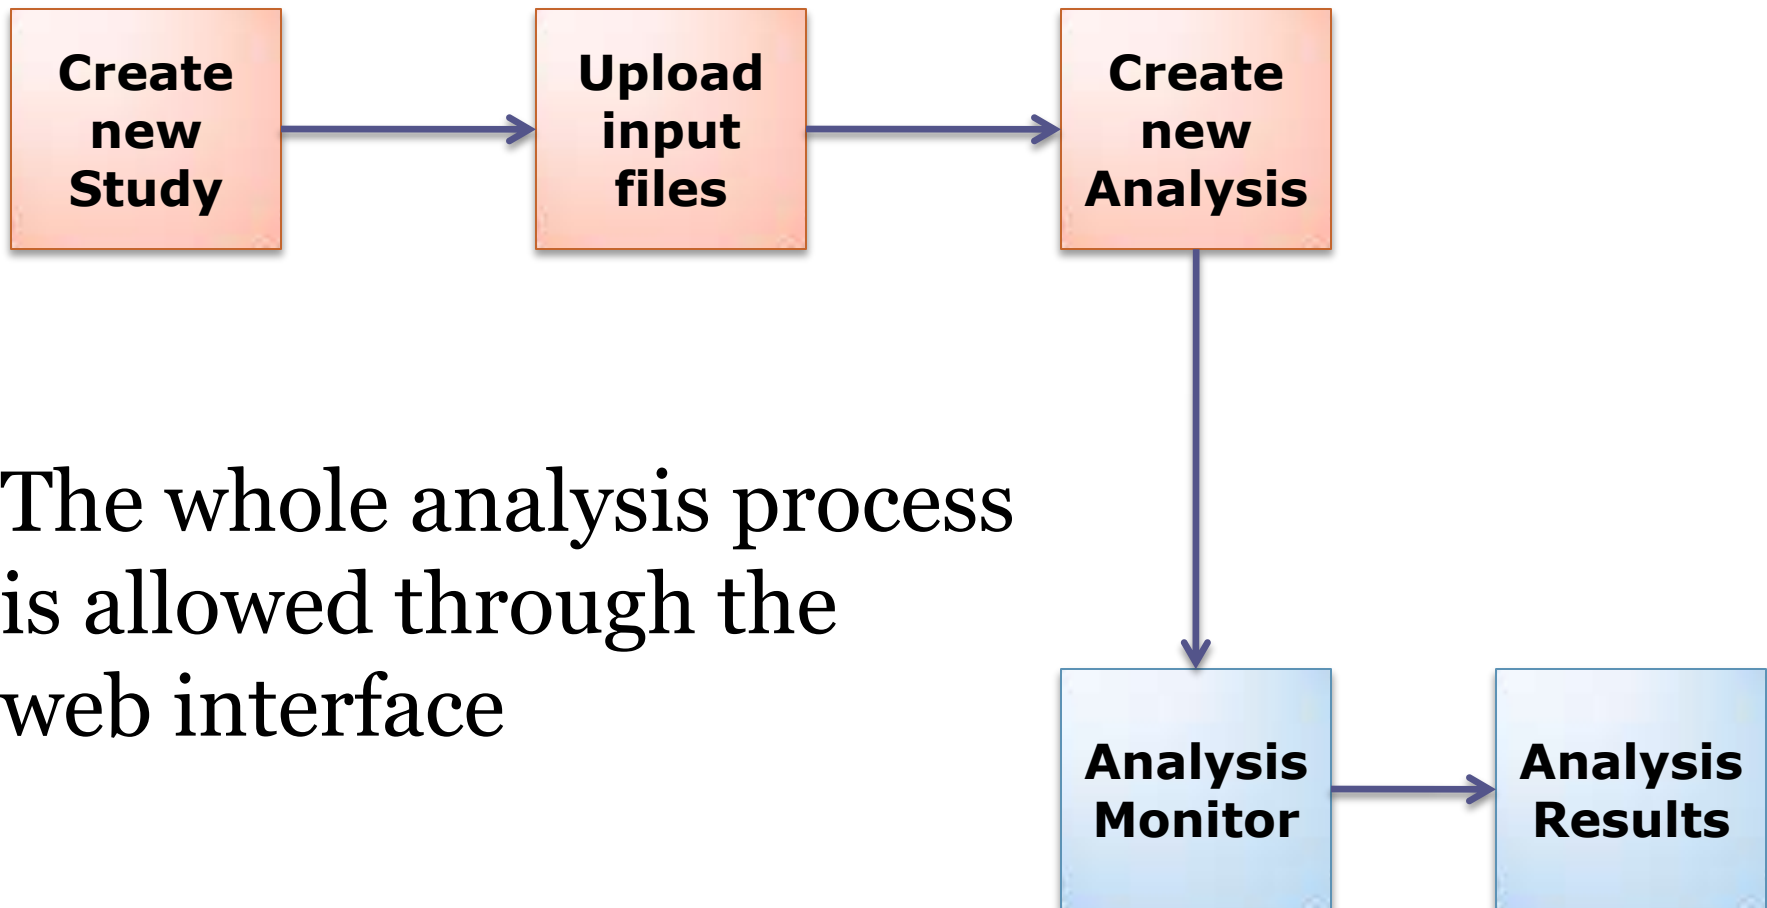 Create
new
Study
Upload
input
files
Create
new
Analysis
The whole analysis process
is allowed through the
web interface
Analysis
Monitor
Analysis
Results